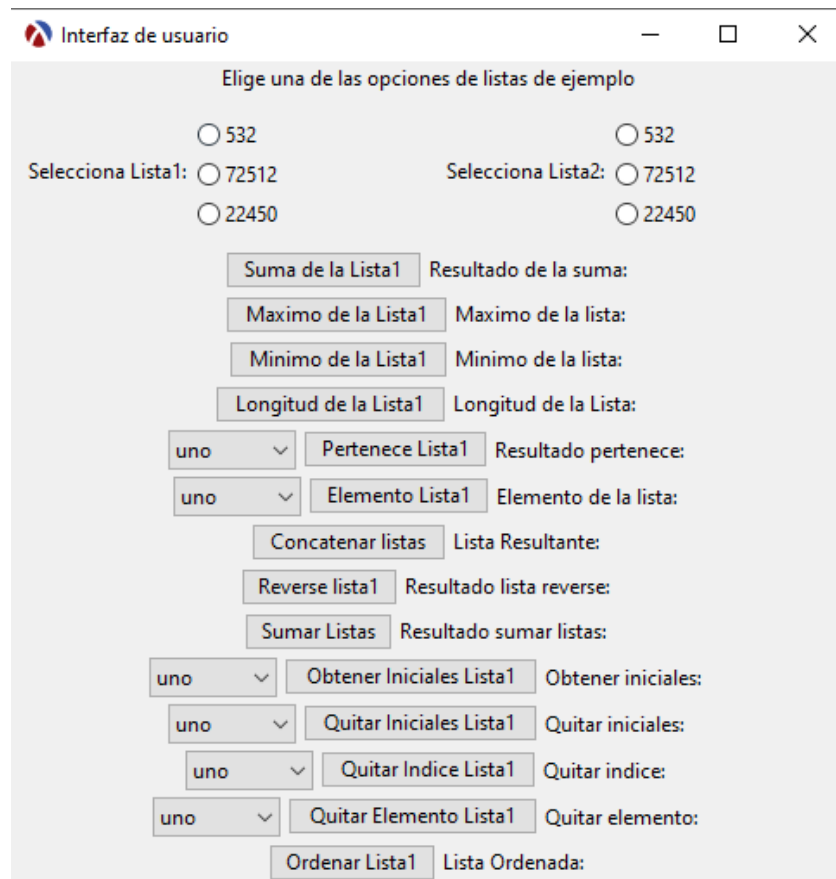 Interfaz de usuario
Elige una de las opciones de listas de ejemplo
532 532
Selecciona Lista1: 72512 Selecciona Lista2: 72512
22450 22450
Suma de la Lista1 Resultado de la suma:
Maximo de la Lista1 Maximo de la lista:
Minimo de la Lista1 Minimo de la lista:
Longitud de la Lista1 Longitud de la Lista:
uno Pertenece Lista1 Resultado pertenece:
uno Elemento Lista1 Elemento de la lista:
Concatenar listas Lista Resultante:
Reverse lista1 Resultado lista reverse:
Sumar Listas Resultado sumar listas:
uno Obtener Iniciales Lista1 Obtener iniciales:
uno Quitar Iniciales Lista1 Quitar iniciales:
uno Quitar Indice Lista1 Quitar indice:
uno Quitar Elemento Lista1 Quitar elemento:
Ordenar Lista1 Lista Ordenada: